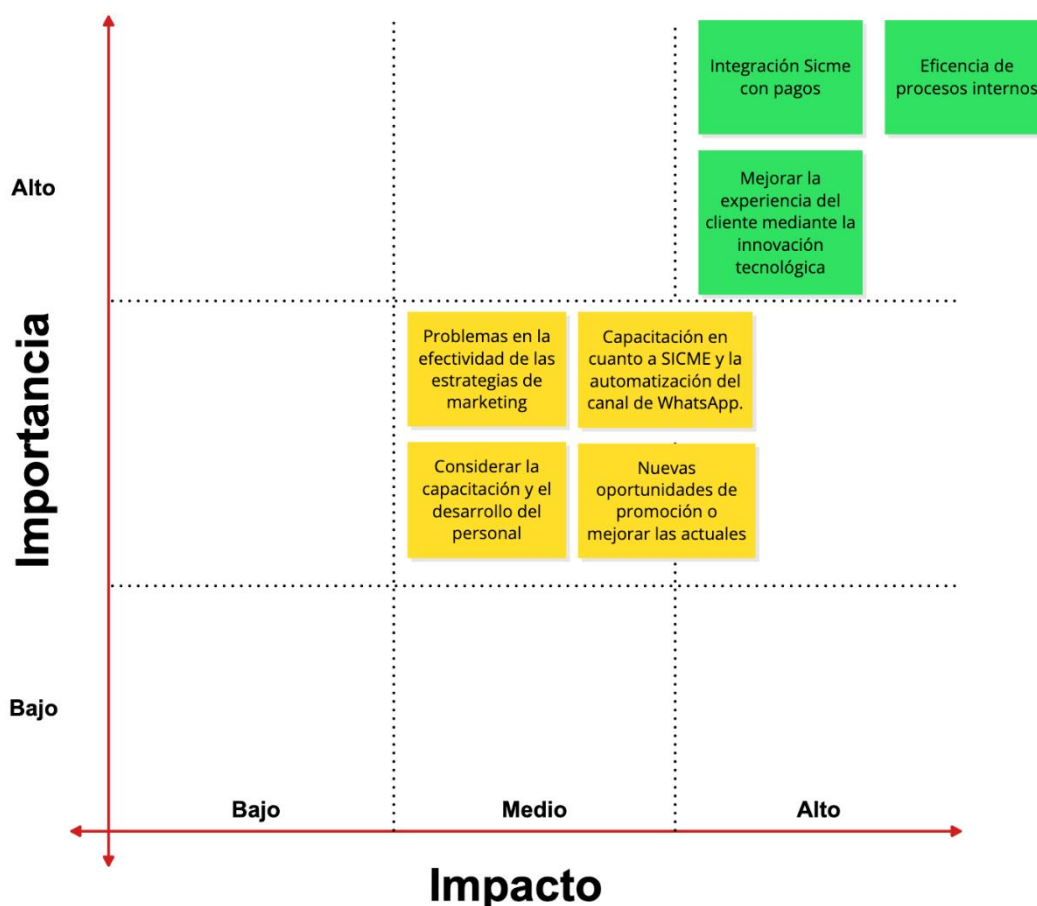 Integración Sicme
con pagos
Eficencia de
procesos internos
Alto
Mejorar la
experiencia del
cliente mediante la
innovación
tecnológica
Importancia
Problemas en la
efectividad de las
estrategias de
marketing
Capacitación en
cuanto a SICME y la
automatización del
canal de WhatsApp.
Considerar la
capacitación y el
desarrollo del
personal
Nuevas
oportunidades de
promoción o
mejorar las actuales
Bajo
Bajo
Medio
Alto
Impacto